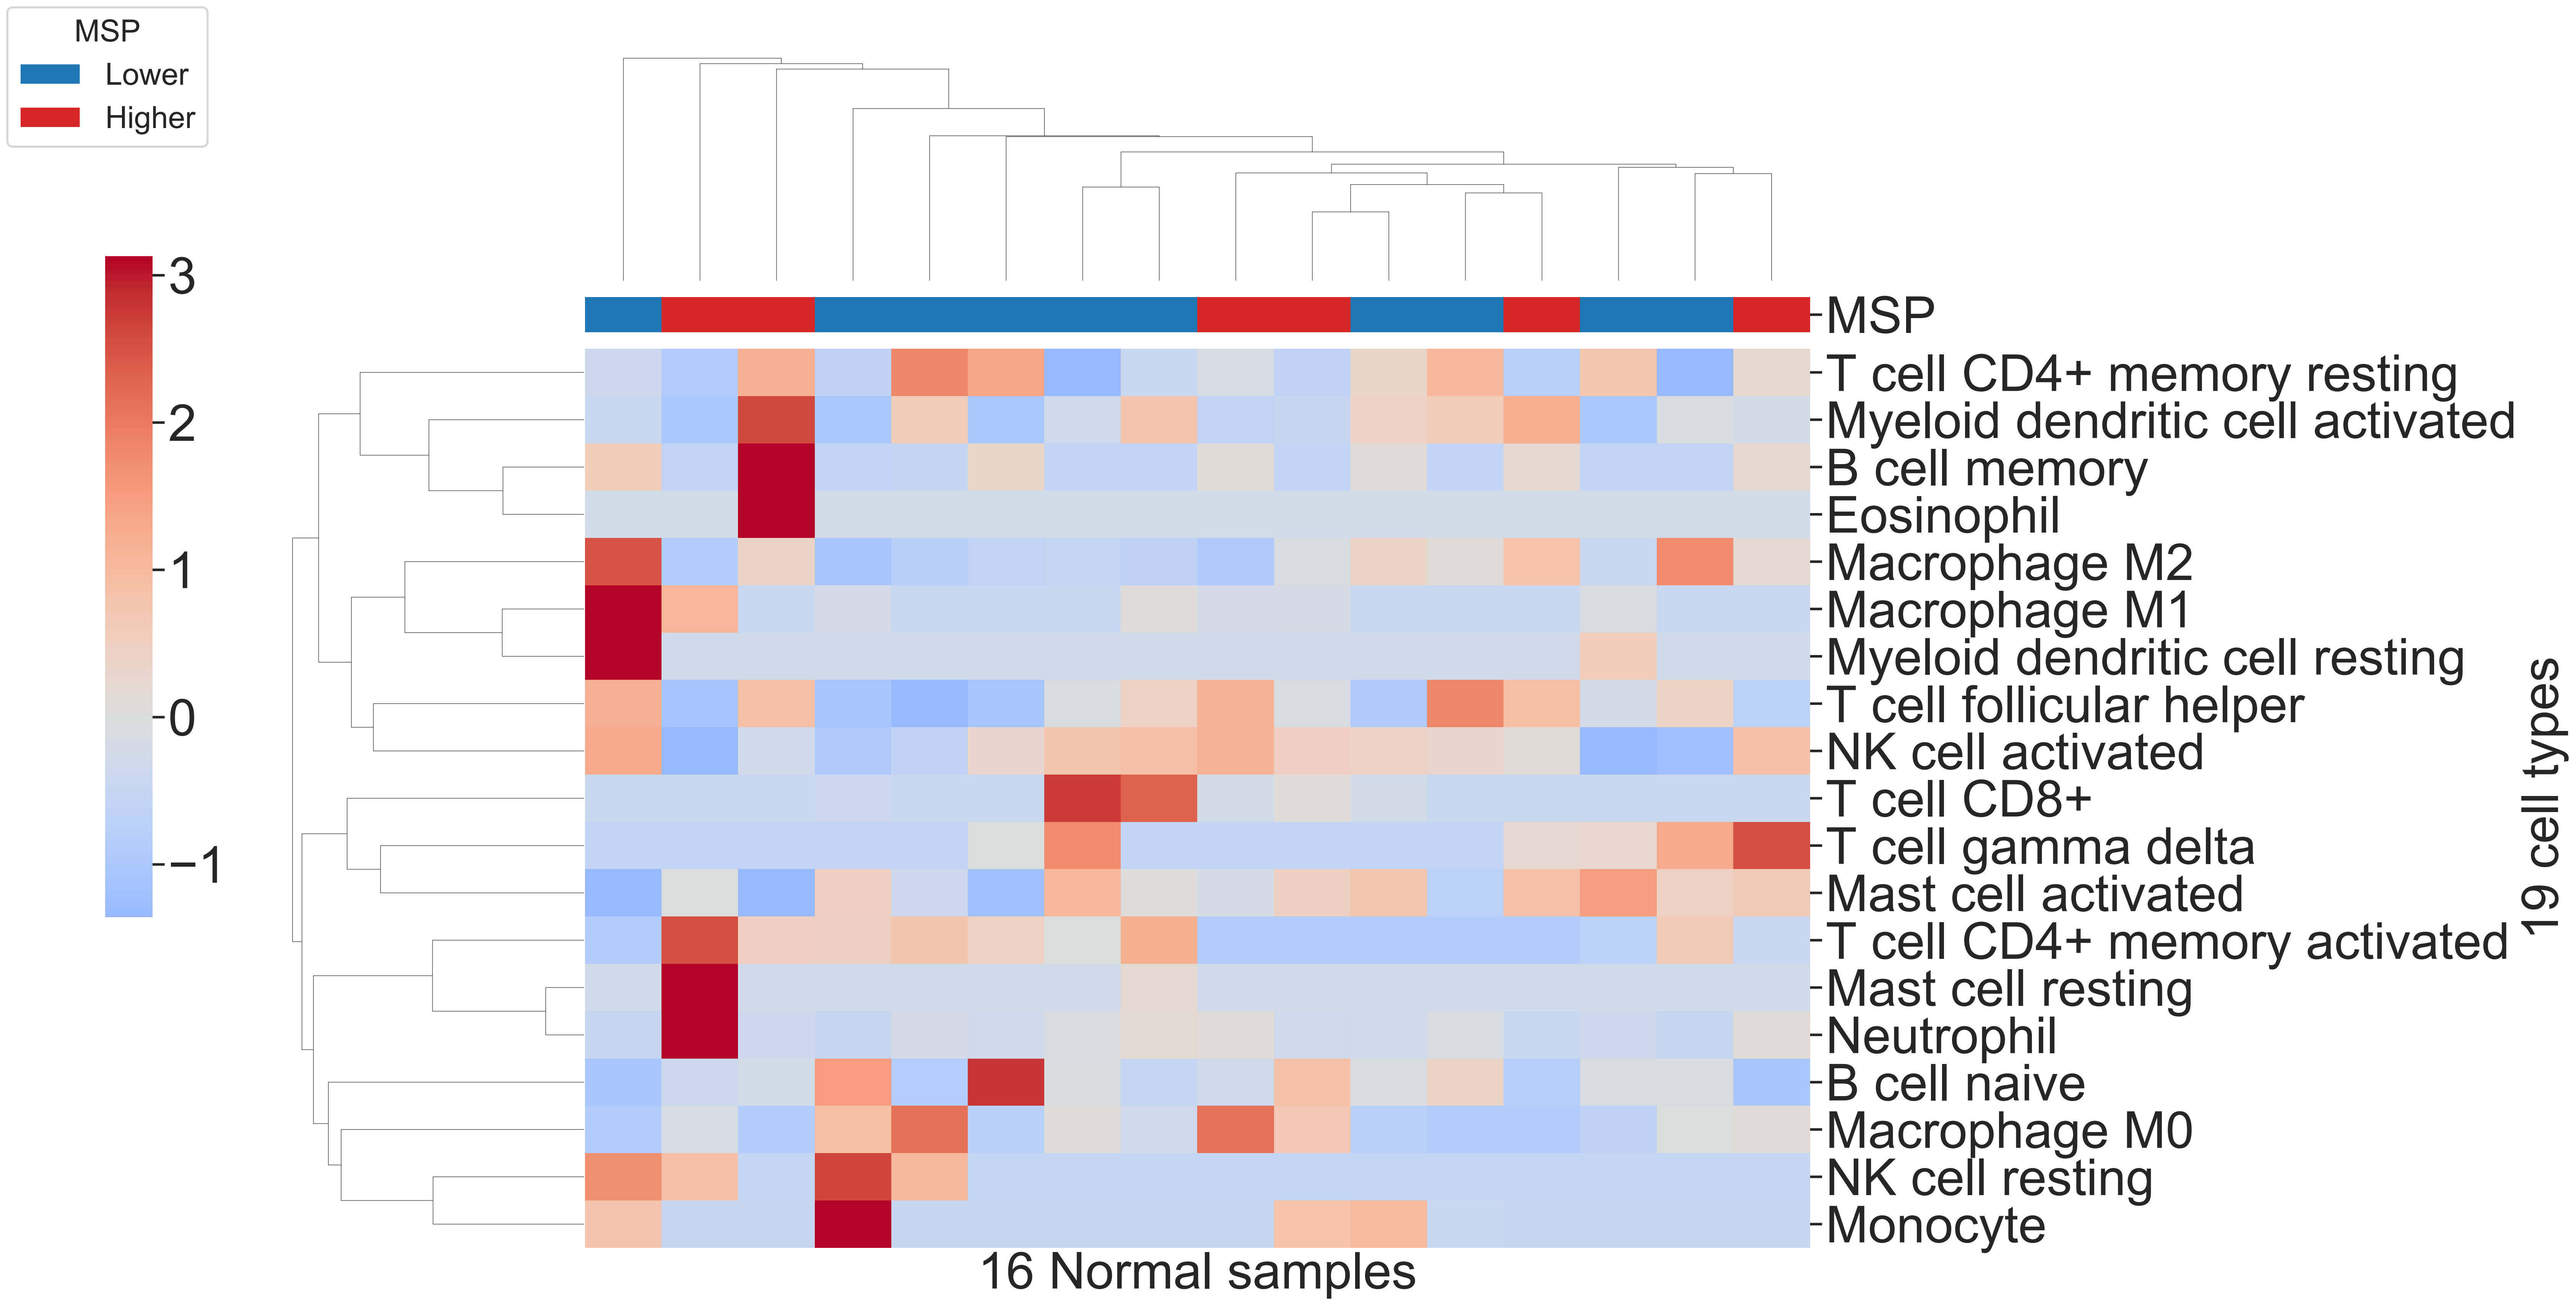 MSP
Lower
Higher
3
2
1
0
−1
MSP
T cell CD4+ memory resting
Myeloid dendritic cell activated
B cell memory
Eosinophil
Macrophage M2
Macrophage M1
Myeloid dendritic cell resting
T cell follicular helper
NK cell activated
T cell CD8+
T cell gamma delta
Mast cell activated
T cell CD4+ memory activated
Mast cell resting
Neutrophil
B cell naive
Macrophage M0
NK cell resting
Monocyte
19 cell types
16 Normal samples